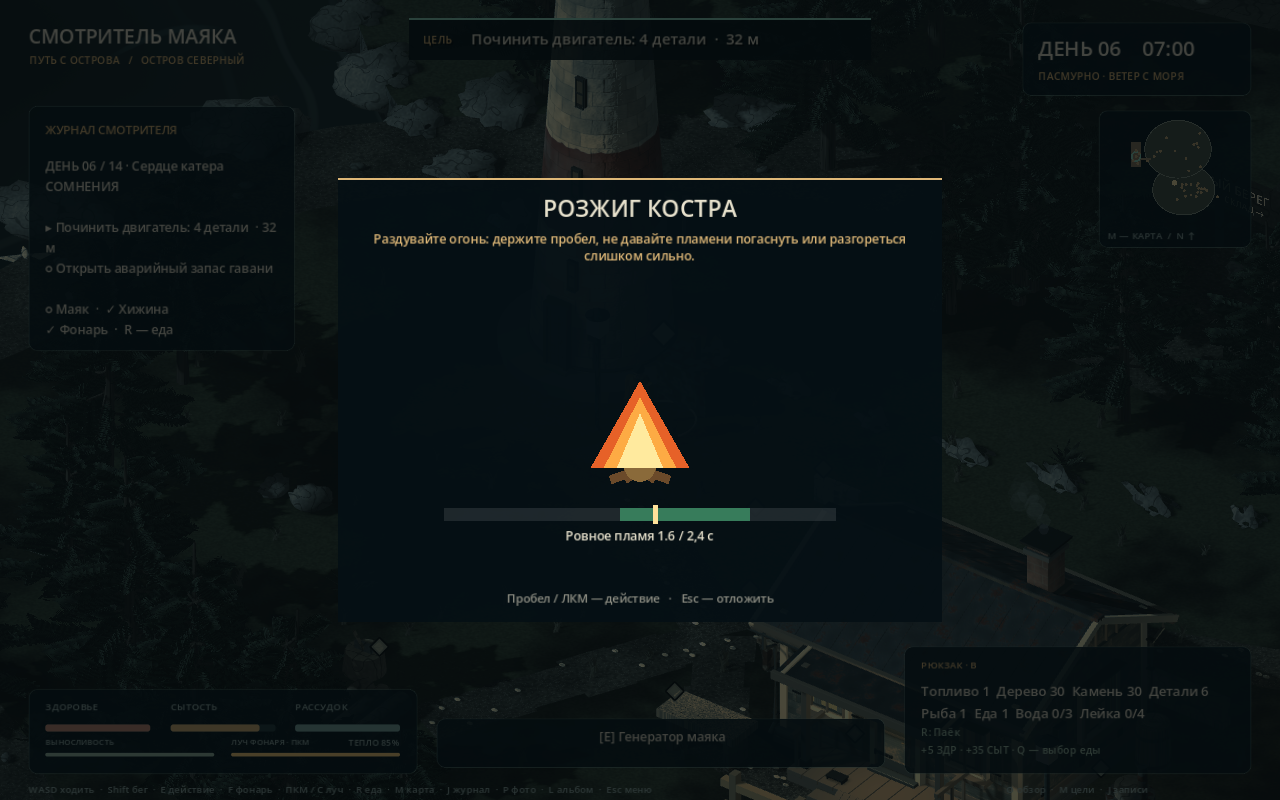 СМОТРИТЕЛЬ МАЯКА
ПУТЬ С ОСТРОВА / ОСТРОВ СЕВЕРНЫЙ
ЦЕЛЬ Починить двигатель: 4 детали · 32 м
ДЕНЬ 06 07:00
ПАСМУРНО · ВЕТЕР С МОРЯ
ЖУРНАЛ СМОТРИТЕЛЯ
ДЕНЬ 06 / 14 · Сердце катера
СОМНЕНИЯ
▸ Починить двигатель: 4 детали · 32
м
○ Открыть аварийный запас гавани
○ Маяк · ✓ Хижина
✓ Фонарь · R — еда
M — КАРТА / N ↑
РОЗЖИГ КОСТРА
Раздувайте огонь: держите пробел, не давайте пламени погаснуть или разгореться
слишком сильно.
Ровное пламя 1.6 / 2,4 с
Пробел / ЛКМ — действие · Esc — отложить
ЗДОРОВЬЕ СЫТОСТЬ РАССУДОК
ВЫНОСЛИВОСТЬ ЛУЧ ФОНАРЯ · ПКМ ТЕПЛО 85%
[E] Генератор маяка
РЮКЗАК · B
Топливо 1 Дерево 30 Камень 30 Детали 6
Рыба 1 Еда 1 Вода 0/3 Лейка 0/4
R: Паёк
+5 ЗДР · +35 СЫТ · Q — выбор еды
WASD ходить · Shift бег · E действие · F фонарь · ПКМ / C луч · R еда · M карта · J журнал · P фото · L альбом · Esc меню
обзор · M цели · J записи